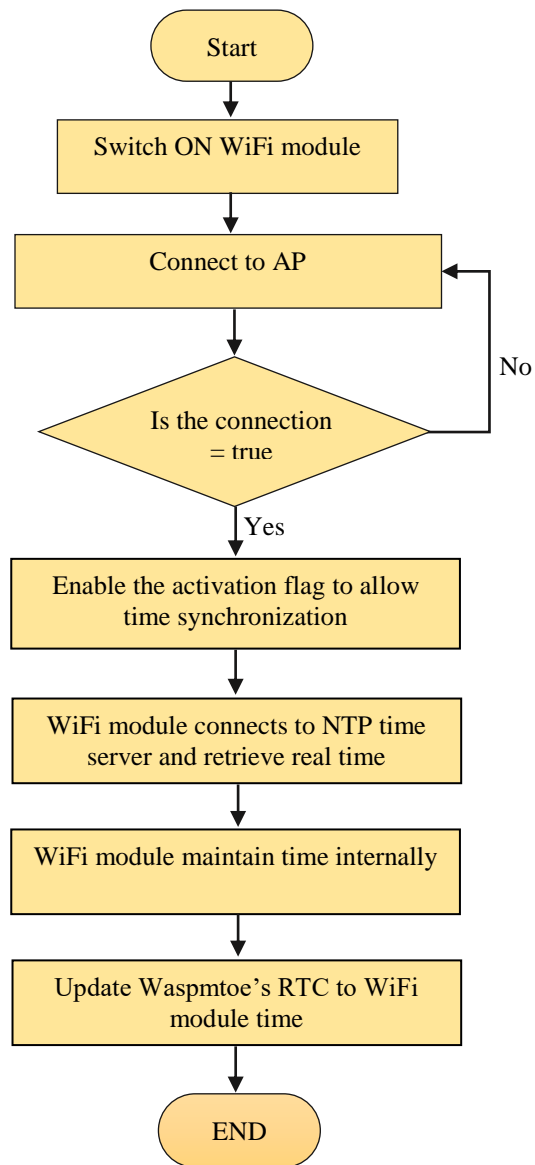 Start
Switch ON WiFi module
Connect to AP
No
Is the connection
= true
Yes
Enable the activation flag to allow
time synchronization
WiFi module connects to NTP time
server and retrieve real time
WiFi module maintain time internally
Update Waspmtoe’s RTC to WiFi
module time
END